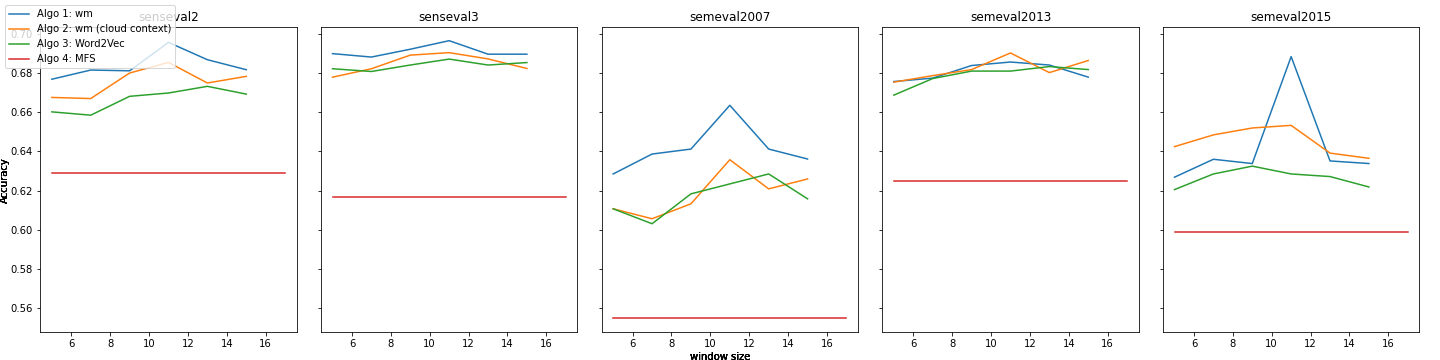 senseval2
senseval3
semeval2007
semeval2013
semeval2015
Algo 1: wm
Algo 2: wm (cloud context)
Algo 3: Word2Vec
Algo 4: MFS
Accuracy
0.70
0.68
0.66
0.64
0.62
0.60
0.58
0.56
6 8 10 12 14 16
6 8 10 12 14 16
6 8 10 12 14 16
6 8 10 12 14 16
6 8 10 12 14 16
window size